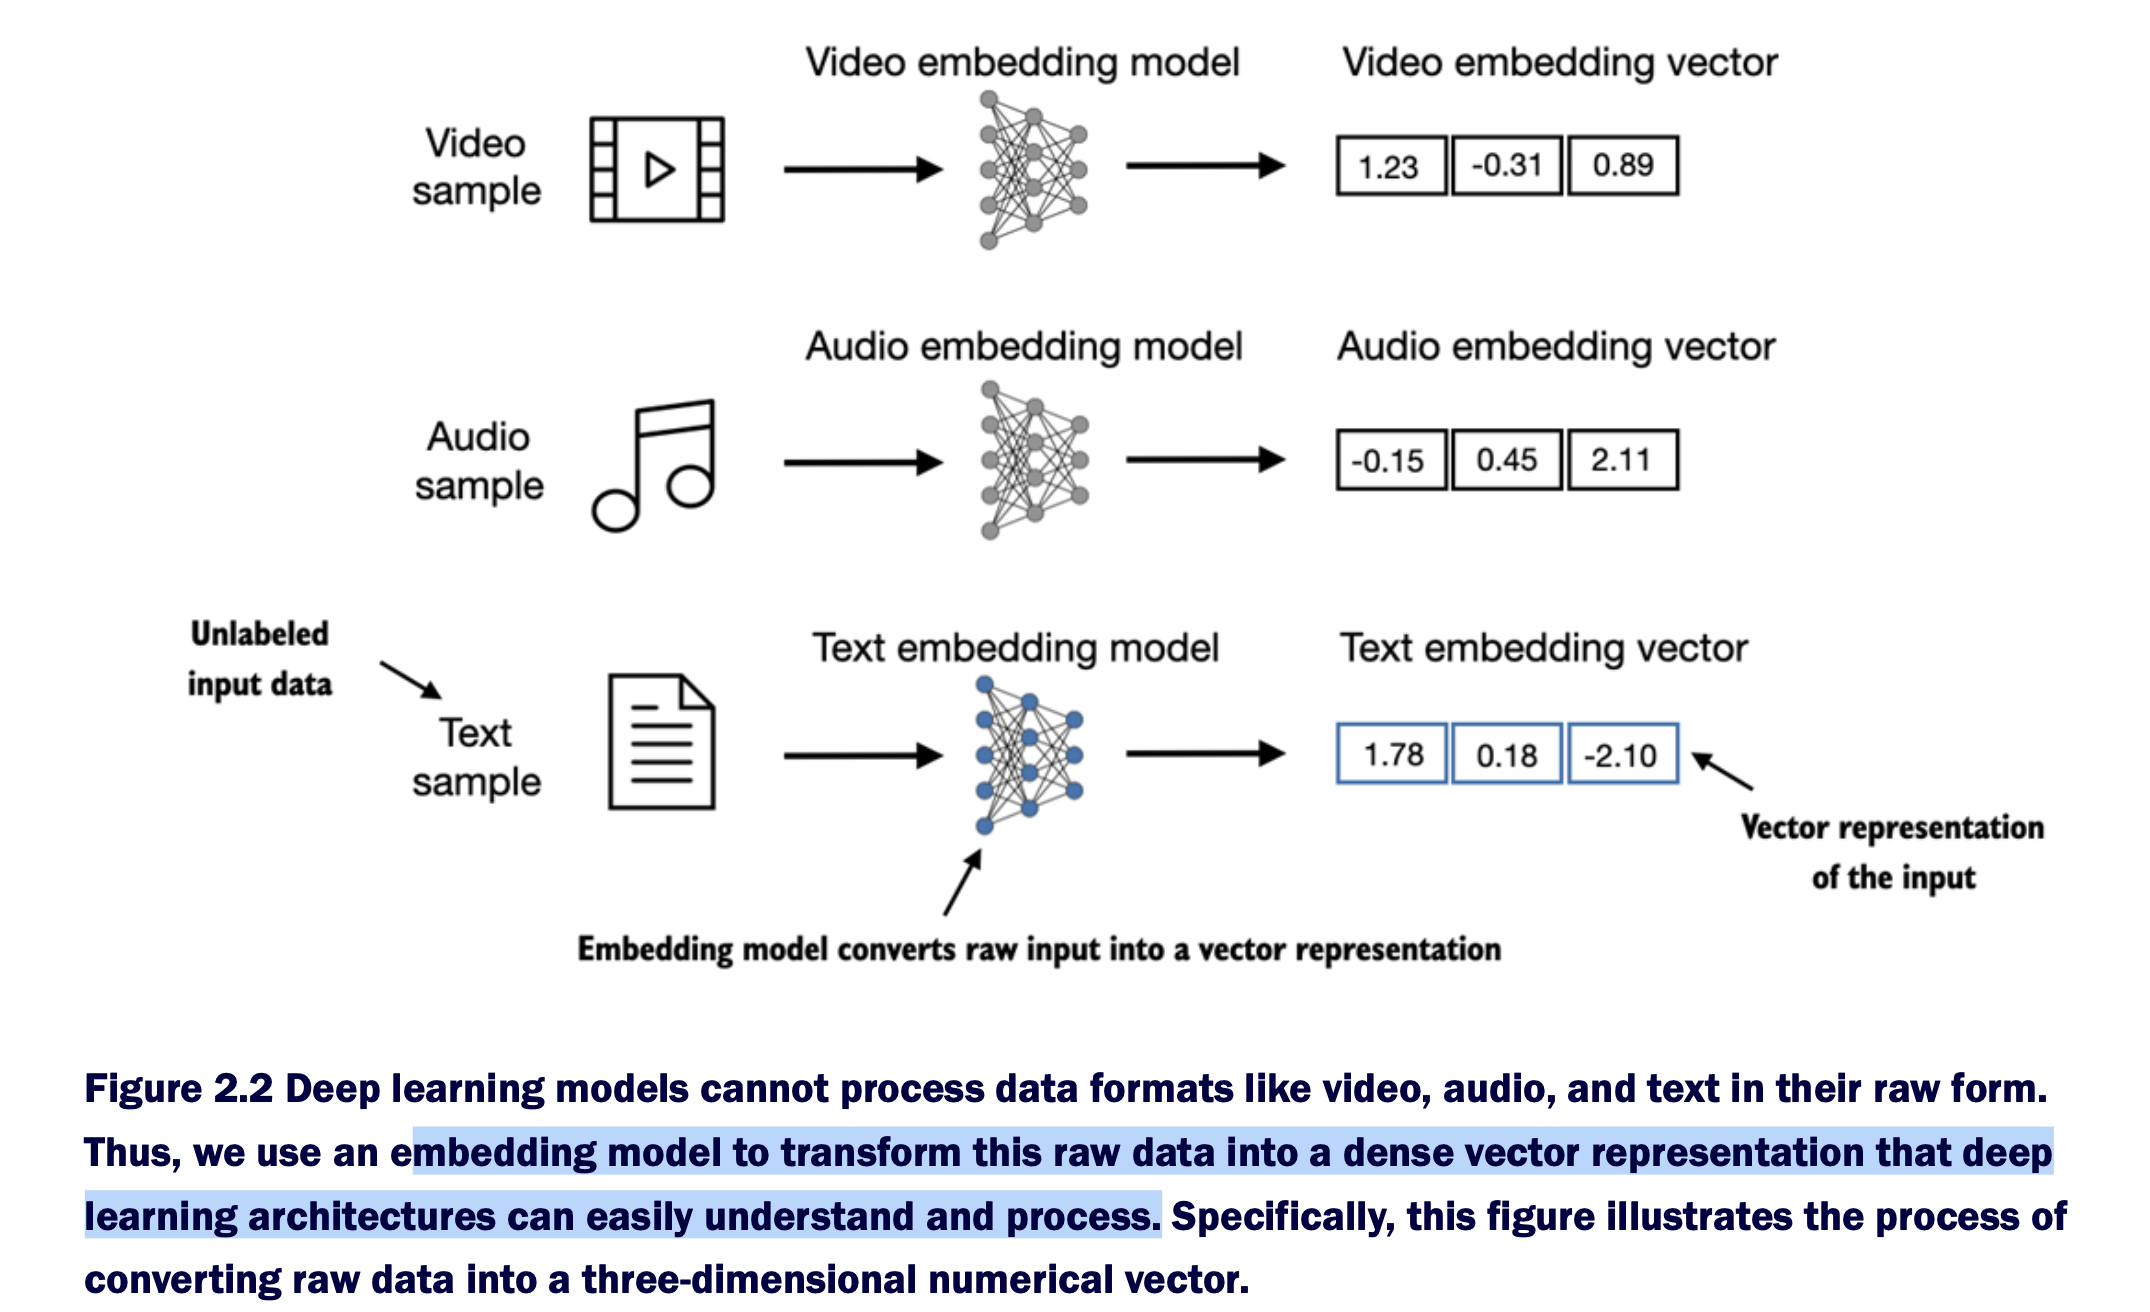 Video embedding model
Video embedding vector
Video
sample
1.23
-0.31
0.89
Audio embedding model
Audio embedding vector
Audio
sample
-0.15
0.45
2.11
Unlabeled
input data
Text embedding model
Text embedding vector
Text
sample
1.78
0.18
-2.10
Vector representation
of the input
Embedding model converts raw input into a vector representation
Figure 2.2 Deep learning models cannot process data formats like video, audio, and text in their raw form.
Thus, we use an embedding model to transform this raw data into a dense vector representation that deep
learning architectures can easily understand and process. Specifically, this figure illustrates the process of
converting raw data into a three-dimensional numerical vector.